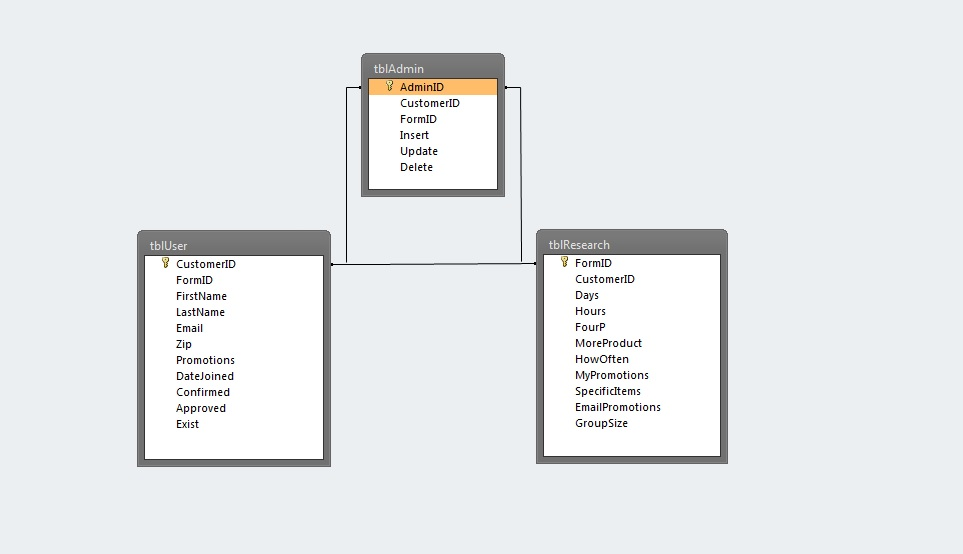 tblAdmin
AdminID
CustomerID
FormID
Insert
Update
Delete
tblUser
CustomerID
FormID
FirstName
LastName
Email
Zip
Promotions
DateJoined
Confirmed
Approved
Exist
tblResearch
FormID
CustomerID
Days
Hours
FourP
MoreProduct
HowOften
MyPromotions
SpecificItems
EmailPromotions
GroupSize